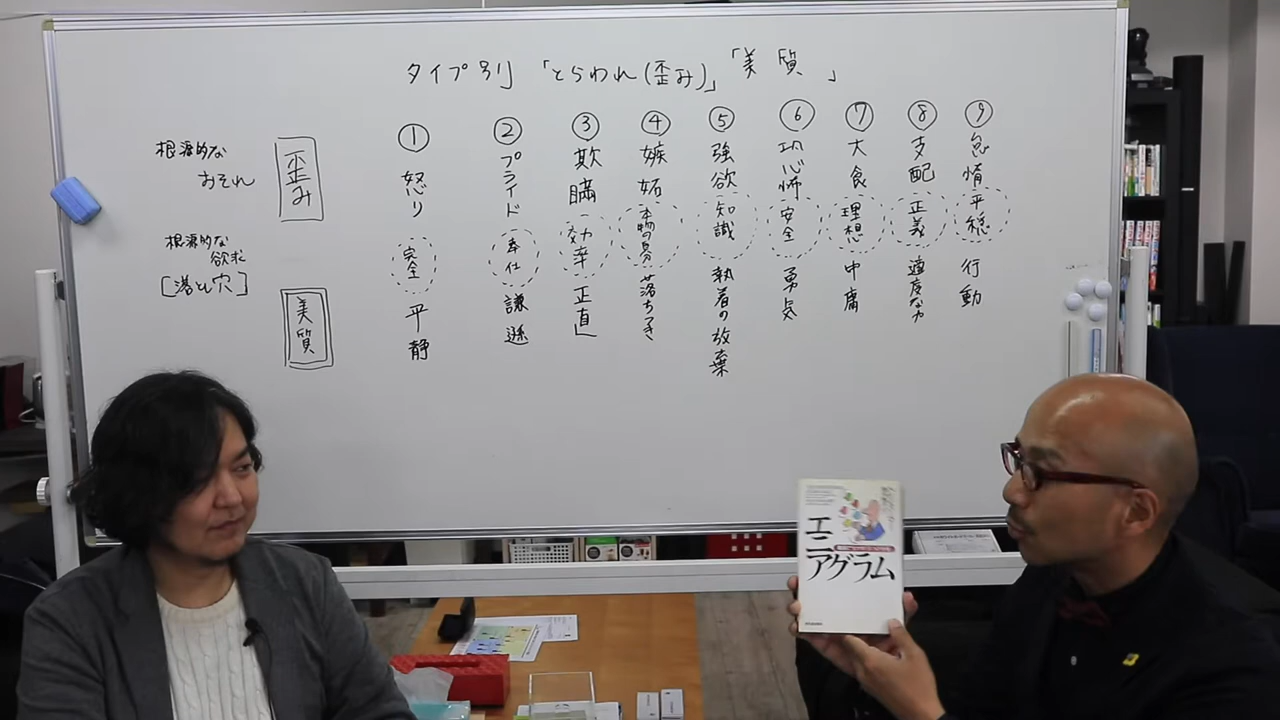 タイプ別「とらわれ(歪み)」「美質」
根源的な
おそれ
歪み
根源的な
欲求
[落とし穴]
美質
① 怒り 完全 平静
② プライド 奉仕 謙遜
③ 欺瞞 効率 正直
④ 嫉妬 本物の自分 落ちつき
⑤ 強欲 知識 執着の放棄
⑥ 恐怖 安全 勇気
⑦ 大食 理想 中庸
⑧ 支配 正義 適度な力
⑨ 怠惰 平穏 行動
エニアグラム